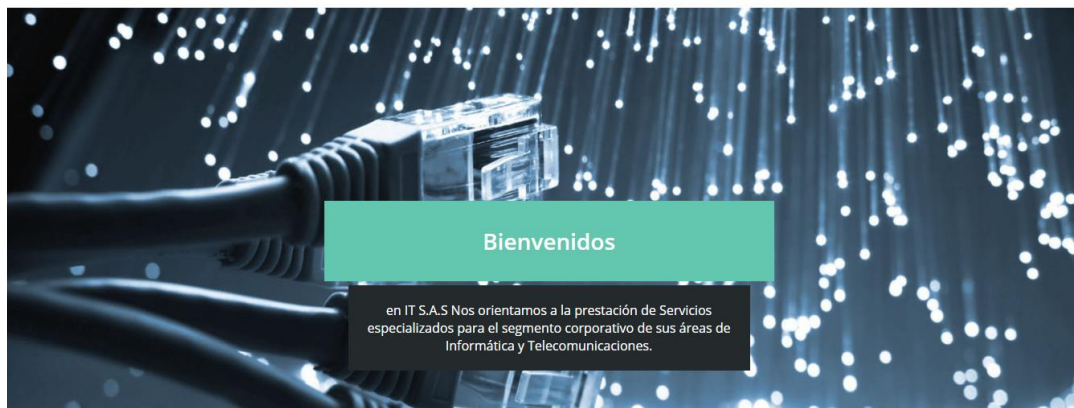 Bienvenidos
en IT S.A.S Nos orientamos a la prestación de Servicios
especializados para el segmento corporativo de sus áreas de
Informática y Telecomunicaciones.